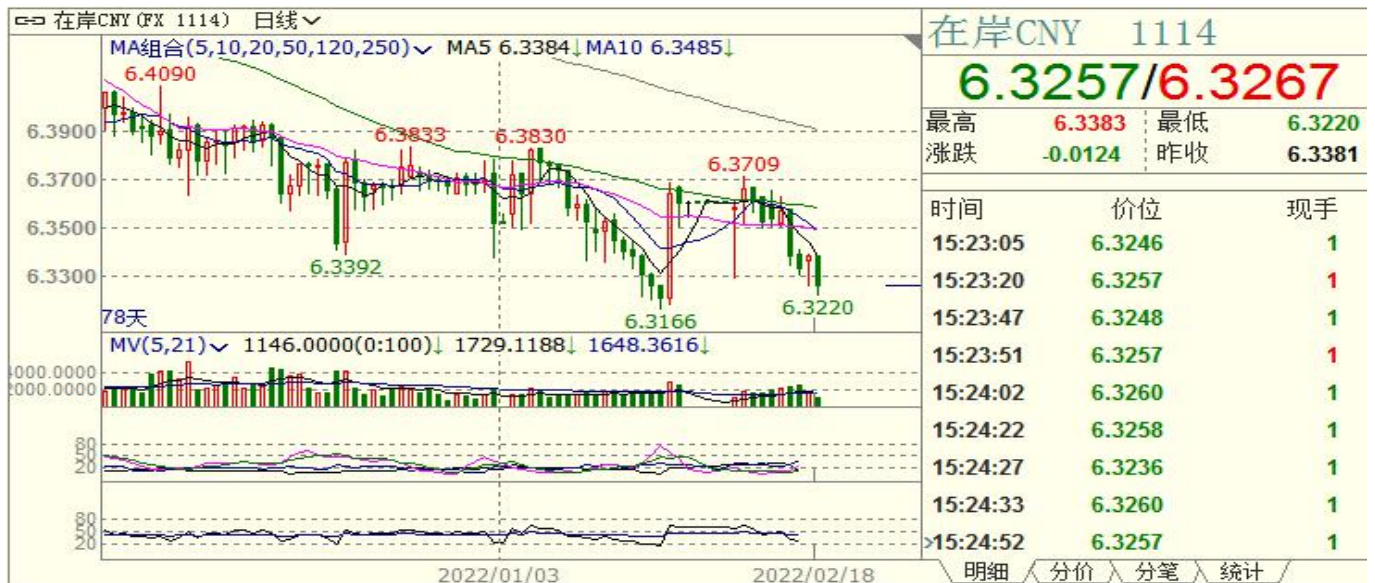 在岸CNY(FX 1114) 日线
MA组合(5,10,20,50,120,250) MA5 6.3384↓MA10 6.3485↓
6.4090
6.3900
6.3833
6.3830
6.3700
6.3709
6.3500
6.3392
6.3300
6.3166
6.3220
78天
MV(5,21) 1146.0000(0:100)↓ 1729.1188↓ 1648.3616↓
4000.0000
2000.0000
80
50
20
80
50
20
2022/01/03 2022/02/18
在岸CNY 1114
6.3257/6.3267
最高 6.3383 最低 6.3220
涨跌 -0.0124 昨收 6.3381
时间 价位 现手
15:23:05 6.3246 1
15:23:20 6.3257 1
15:23:47 6.3248 1
15:23:51 6.3257 1
15:24:02 6.3260 1
15:24:22 6.3258 1
15:24:27 6.3236 1
15:24:33 6.3260 1
>15:24:52 6.3257 1
明细 分价 分笔 统计